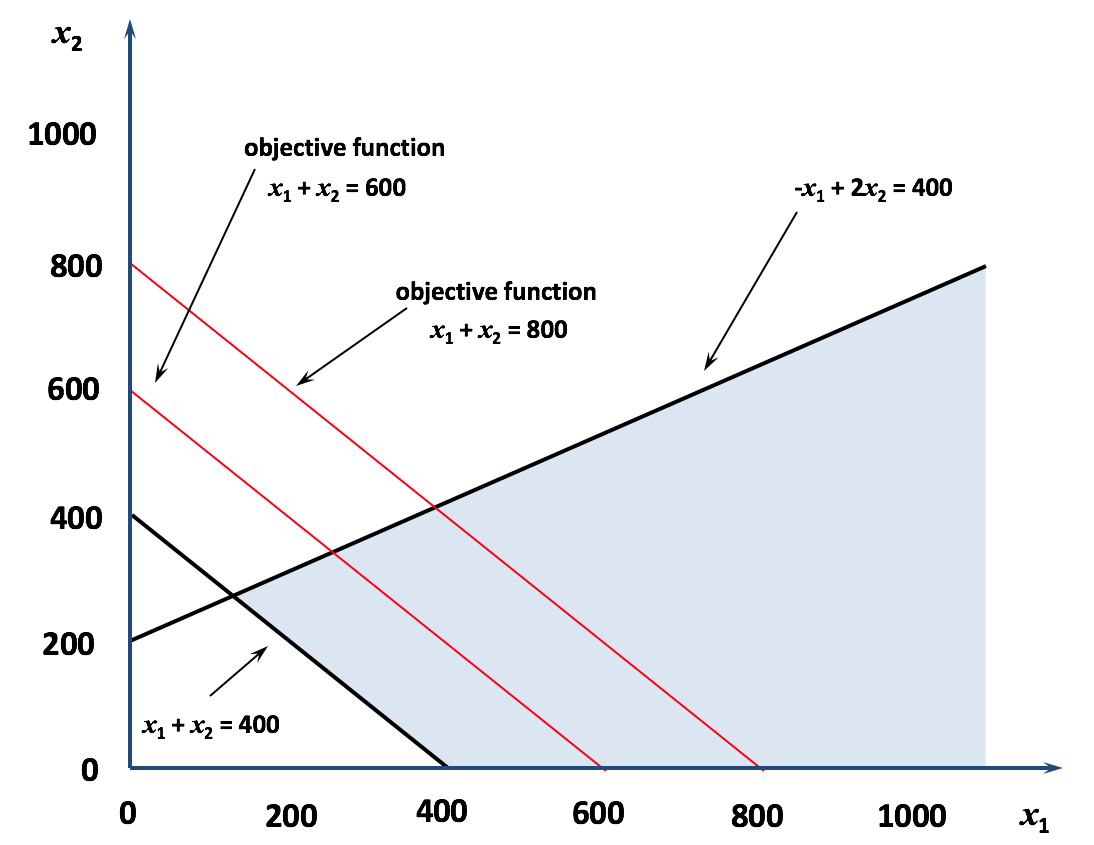 x₂
1000
objective function
x₁ + x₂ = 600
-x₁ + 2x₂ = 400
800
objective function
x₁ + x₂ = 800
600
400
200
x₁ + x₂ = 400
0
0 200 400 600 800 1000 x₁